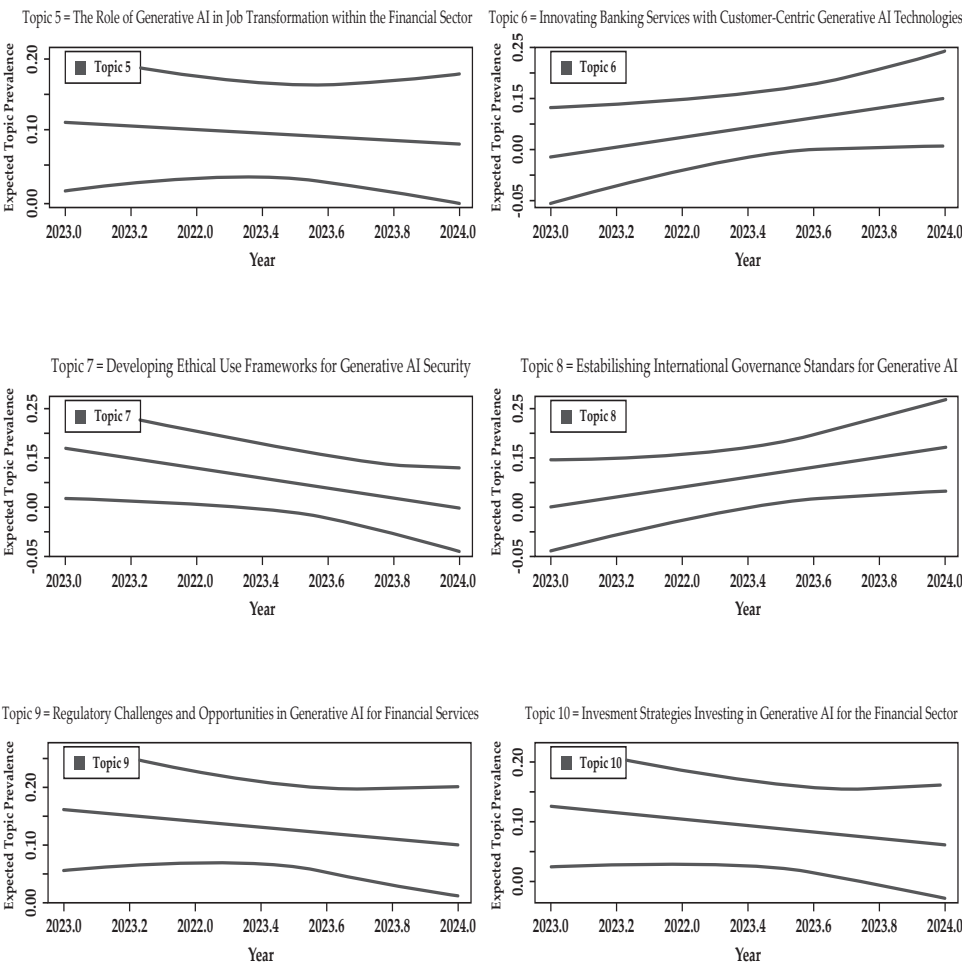 Topic 5 = The Role of Generative AI in Job Transformation within the Financial Sector
Expected Topic Prevalence
0.20
0.10
0.00
Topic 5
2023.0 2023.2 2022.0 2023.4 2023.6 2023.8 2024.0
Year
Topic 6 = Innovating Banking Services with Customer-Centric Generative AI Technologies
Expected Topic Prevalence
0.25
0.15
0.00
-0.05
Topic 6
2023.0 2023.2 2022.0 2023.4 2023.6 2023.8 2024.0
Year
Topic 7 = Developing Ethical Use Frameworks for Generative AI Security
Expected Topic Prevalence
0.25
0.15
0.00
-0.05
Topic 7
2023.0 2023.2 2022.0 2023.4 2023.6 2023.8 2024.0
Year
Topic 8 = Estabilishing International Governance Standars for Generative AI
Expected Topic Prevalence
0.25
0.15
0.00
-0.05
Topic 8
2023.0 2023.2 2022.0 2023.4 2023.6 2023.8 2024.0
Year
Topic 9 = Regulatory Challenges and Opportunities in Generative AI for Financial Services
Expected Topic Prevalence
0.20
0.10
0.00
Topic 9
2023.0 2023.2 2022.0 2023.4 2023.6 2023.8 2024.0
Year
Topic 10 = Invesment Strategies Investing in Generative AI for the Financial Sector
Expected Topic Prevalence
0.20
0.10
0.00
Topic 10
2023.0 2023.2 2022.0 2023.4 2023.6 2023.8 2024.0
Year